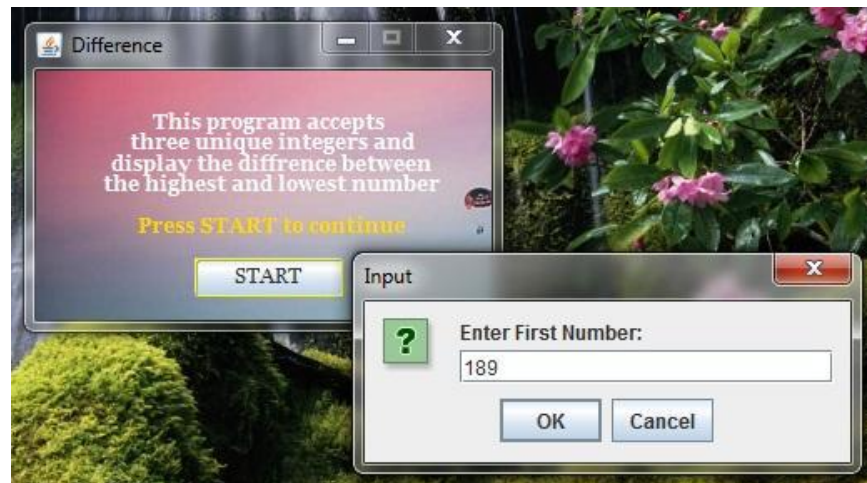 Difference
This program accepts
three unique integers and
display the diffrence between
the highest and lowest number
Press START to continue
START
Input
Enter First Number:
189
OK
Cancel